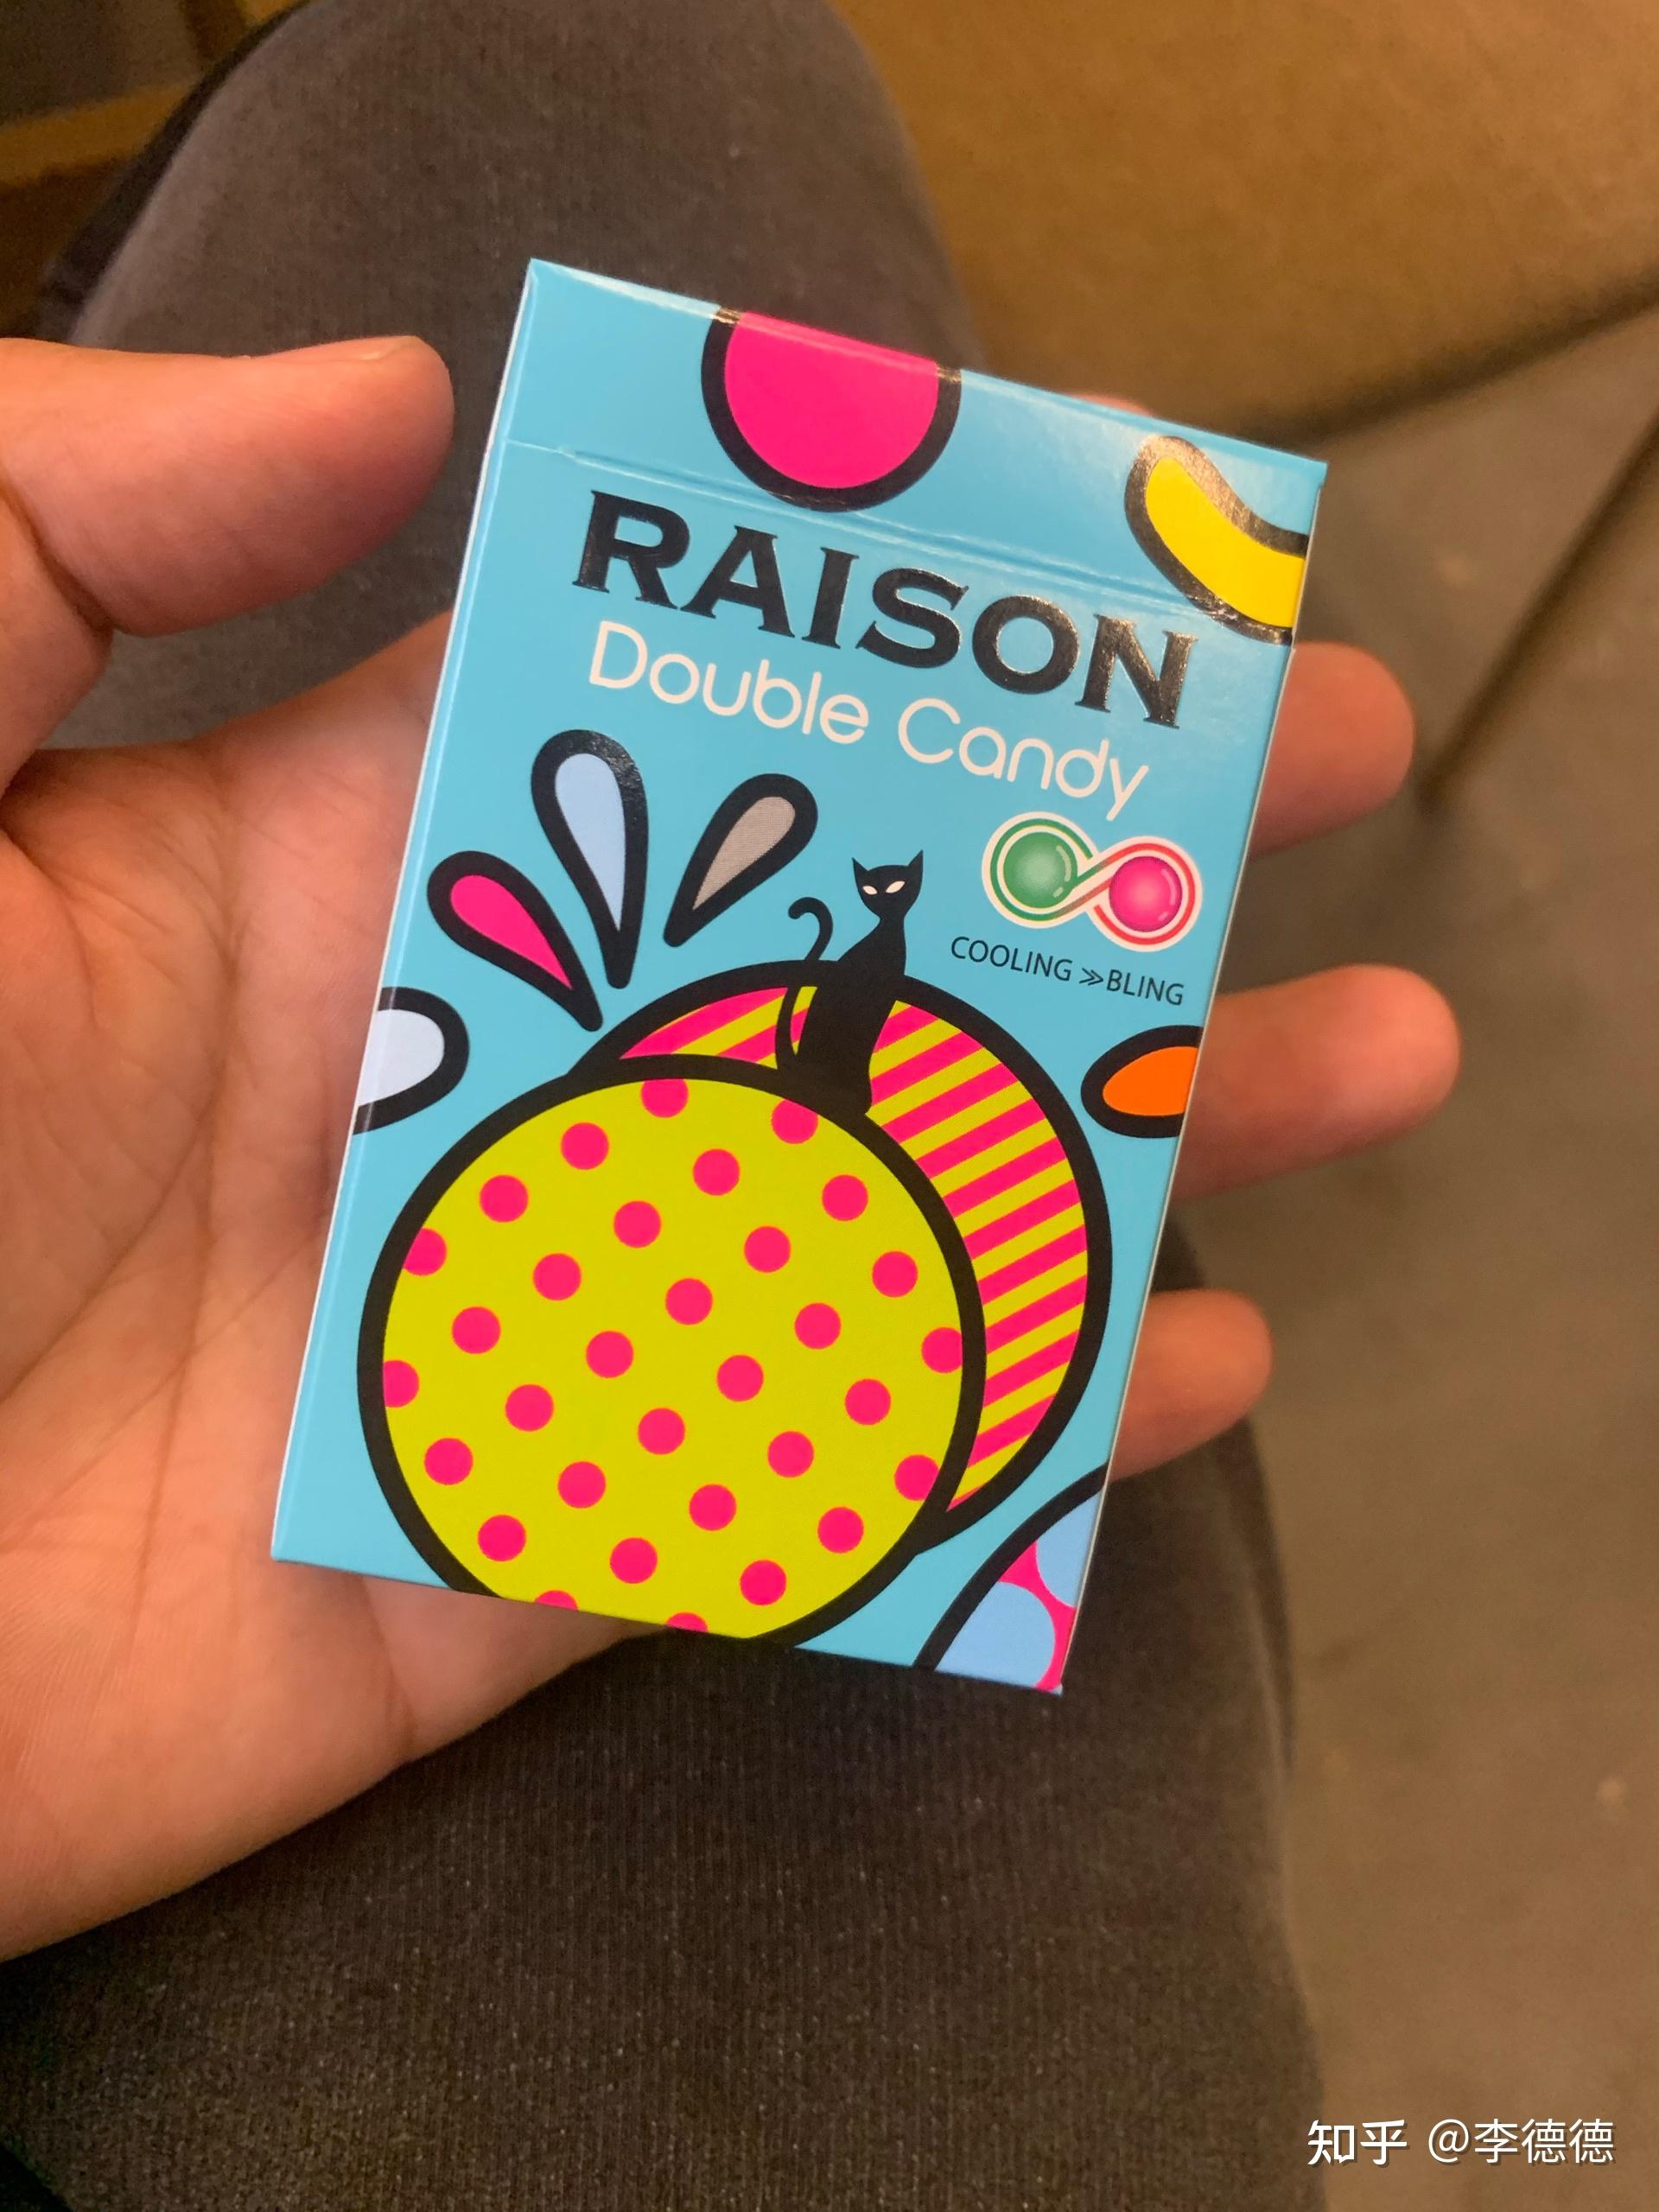 RAISON
Double Candy
COOLING ≫BLING
知乎 @李德德